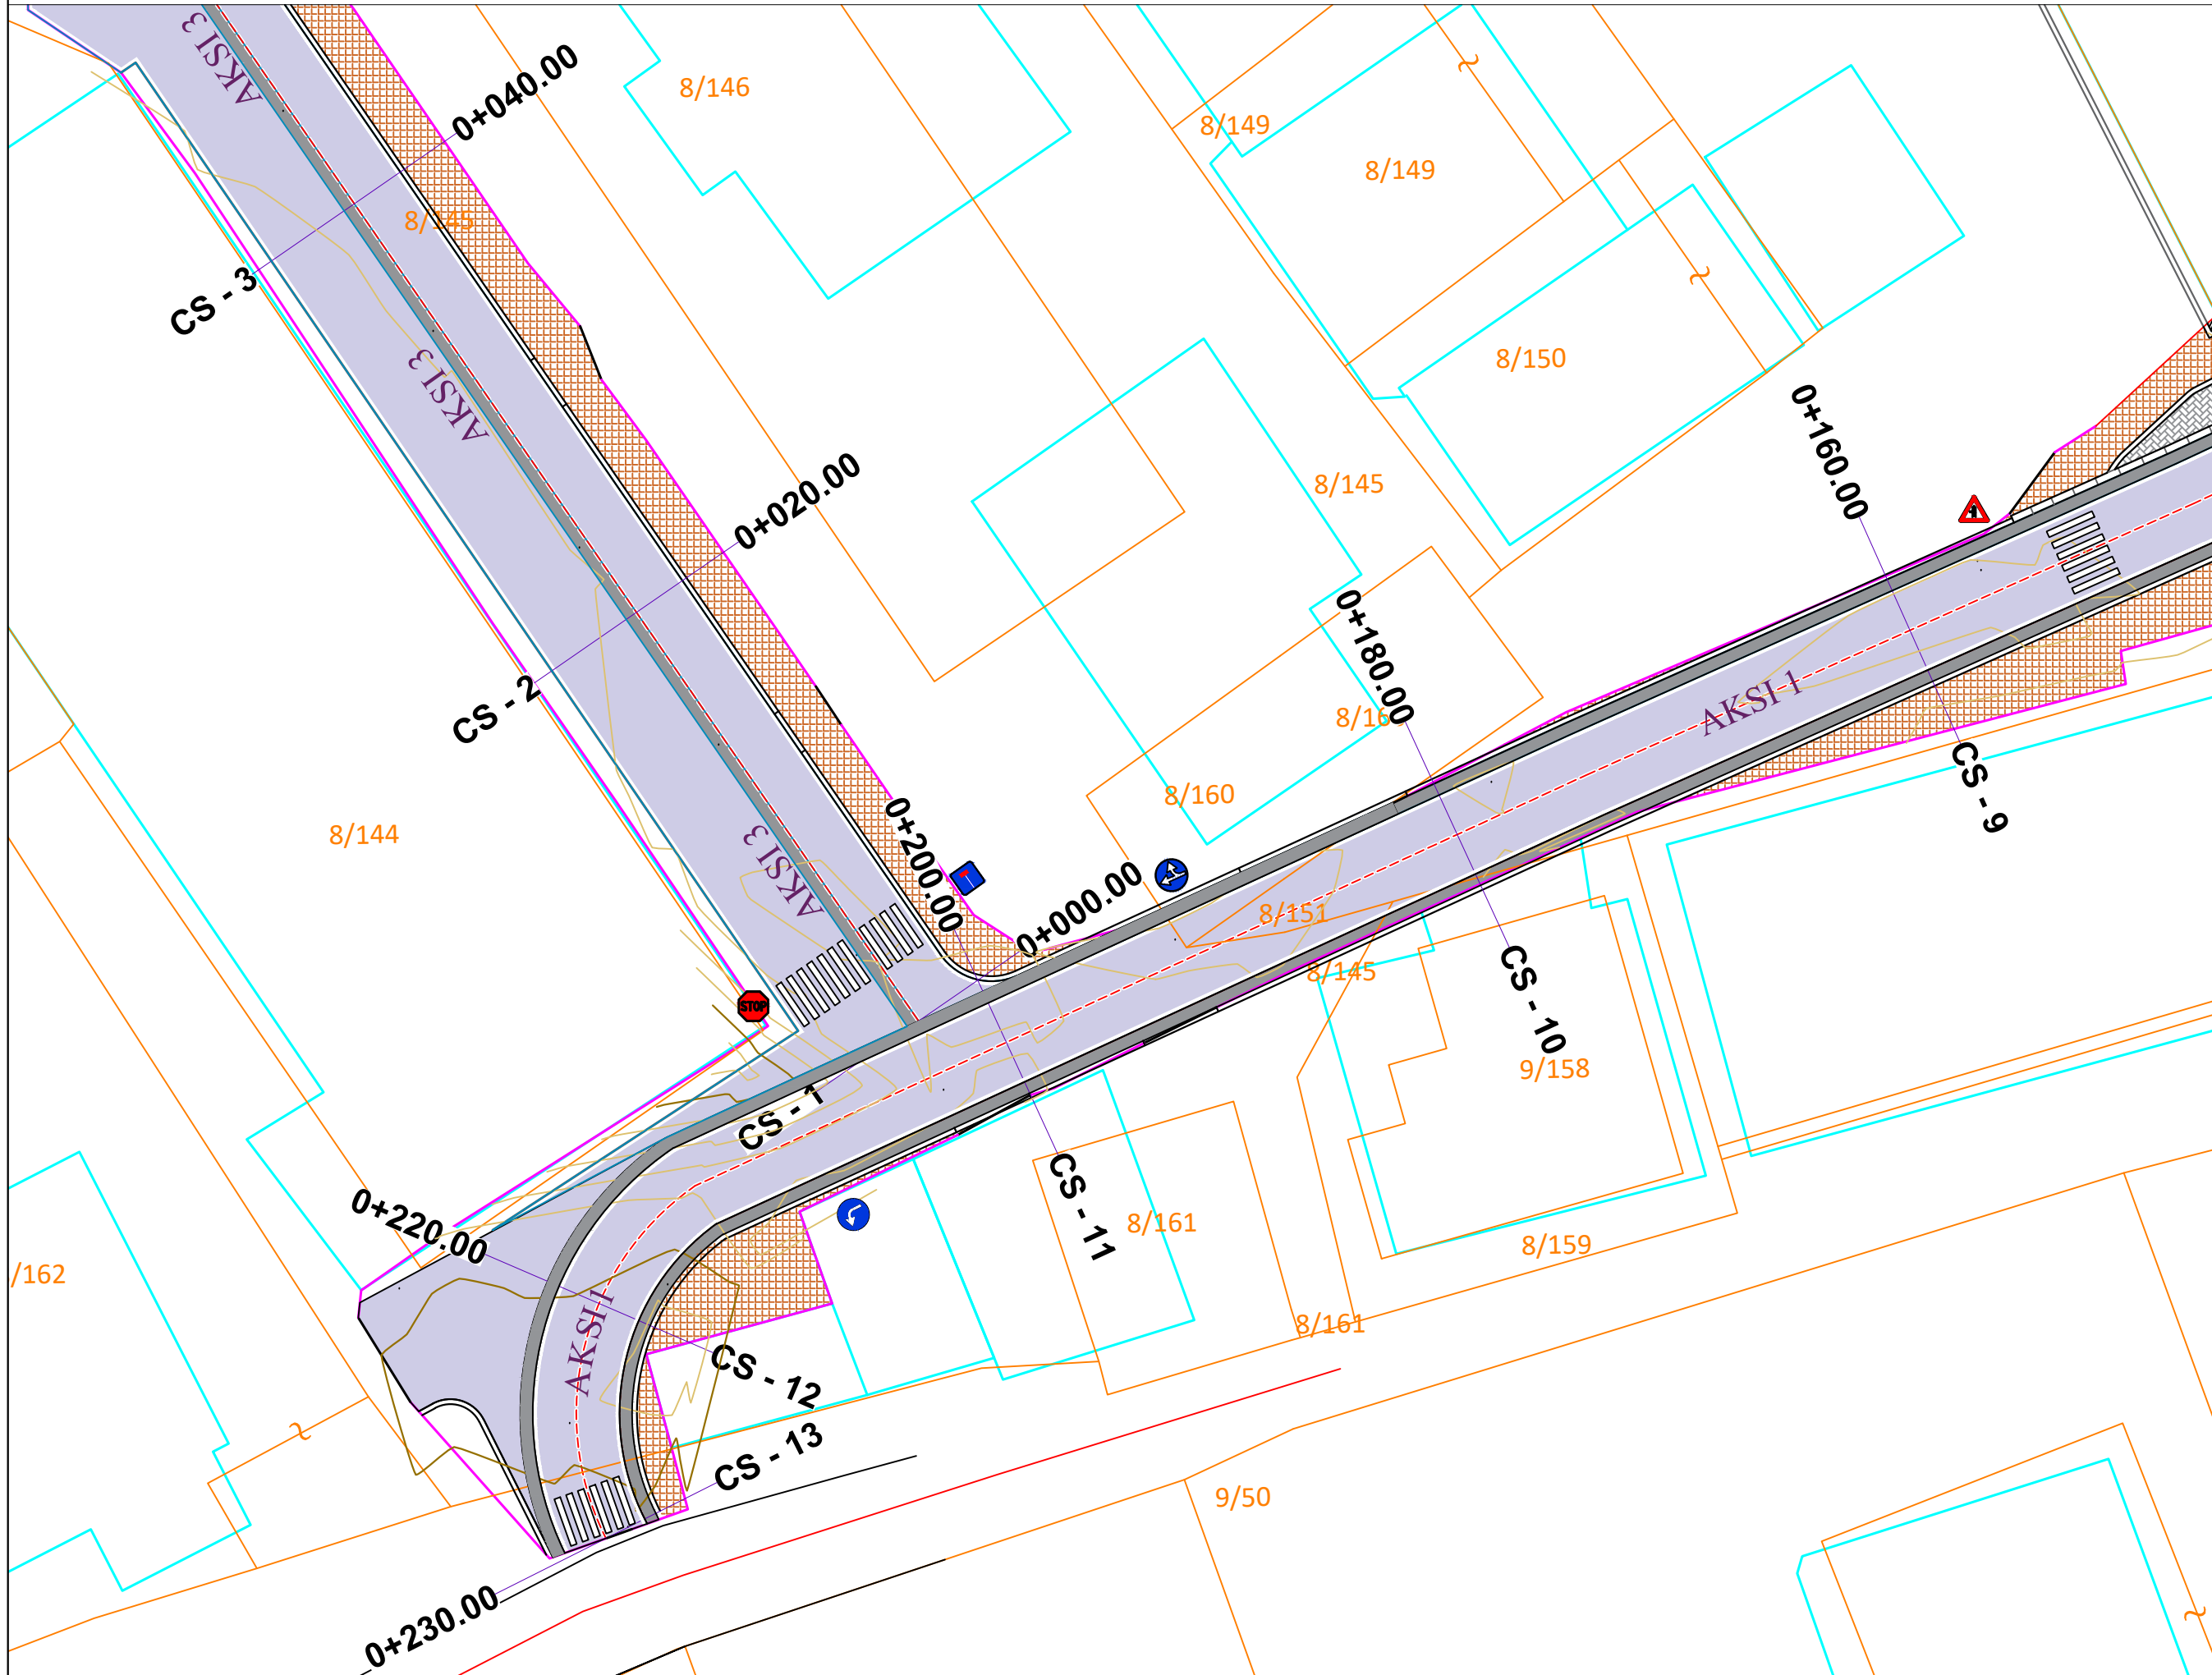 AKSI 3
0+040.00
8/146
8/149
8/149
8/145
CS - 3
AKSI 3
8/150
0+020.00
8/145
0+160.00
CS - 2
0+180.00
8/16
AKSI 1
8/144
8/160
CS - 9
AKSI 3
0+200.00
0+000.00
8/151
8/145
STOP
CS - 10
9/158
CS - 1
CS - 11
0+220.00
8/161
8/159
/162
8/161
AKSI 1
CS - 12
CS - 13
9/50
0+230.00